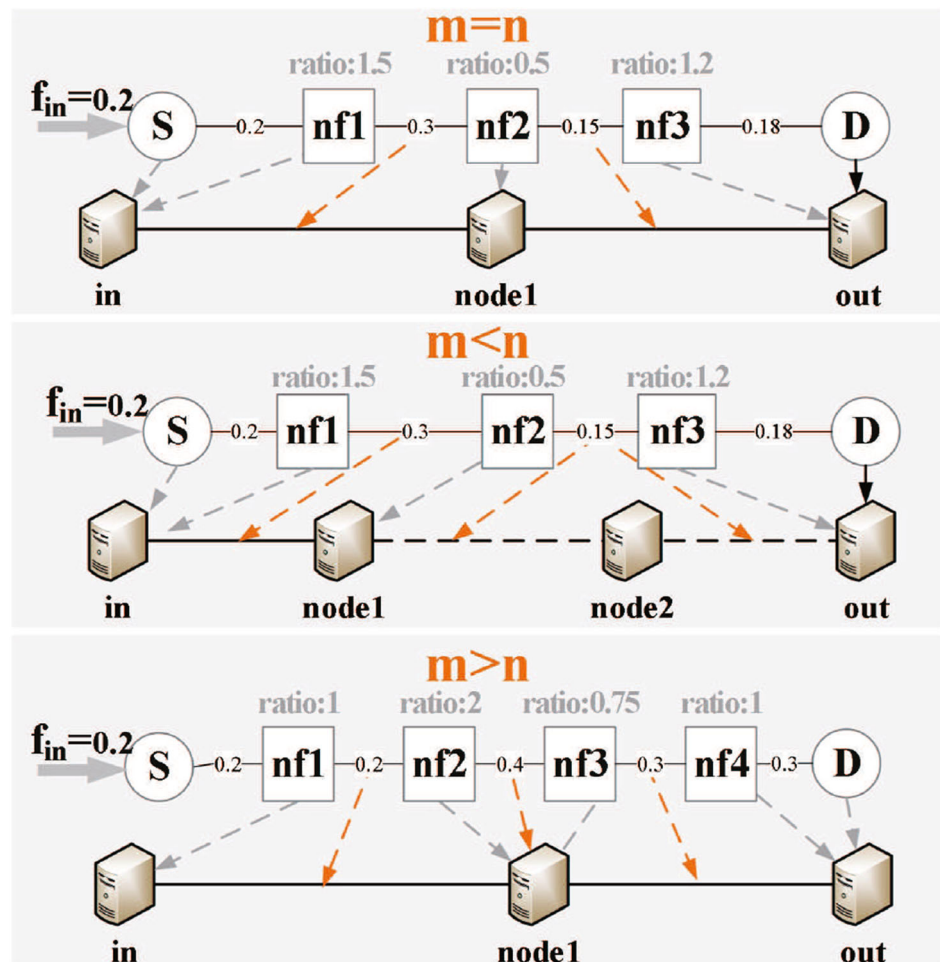 m=n
ratio:1.5 ratio:0.5 ratio:1.2
fin=0.2 S 0.2 nf1 0.3 nf2 0.15 nf3 0.18 D
in node1 out
m<n
ratio:1.5 ratio:0.5 ratio:1.2
fin=0.2 S 0.2 nf1 0.3 nf2 0.15 nf3 0.18 D
in node1 node2 out
m>n
ratio:1 ratio:2 ratio:0.75 ratio:1
fin=0.2 S 0.2 nf1 0.2 nf2 0.4 nf3 0.3 nf4 0.3 D
in node1 out